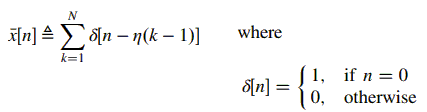 x̄[n] ≜ ∑_{k=1}^{N} δ[n − η(k − 1)] where
δ[n] = { 1, if n = 0
0, otherwise